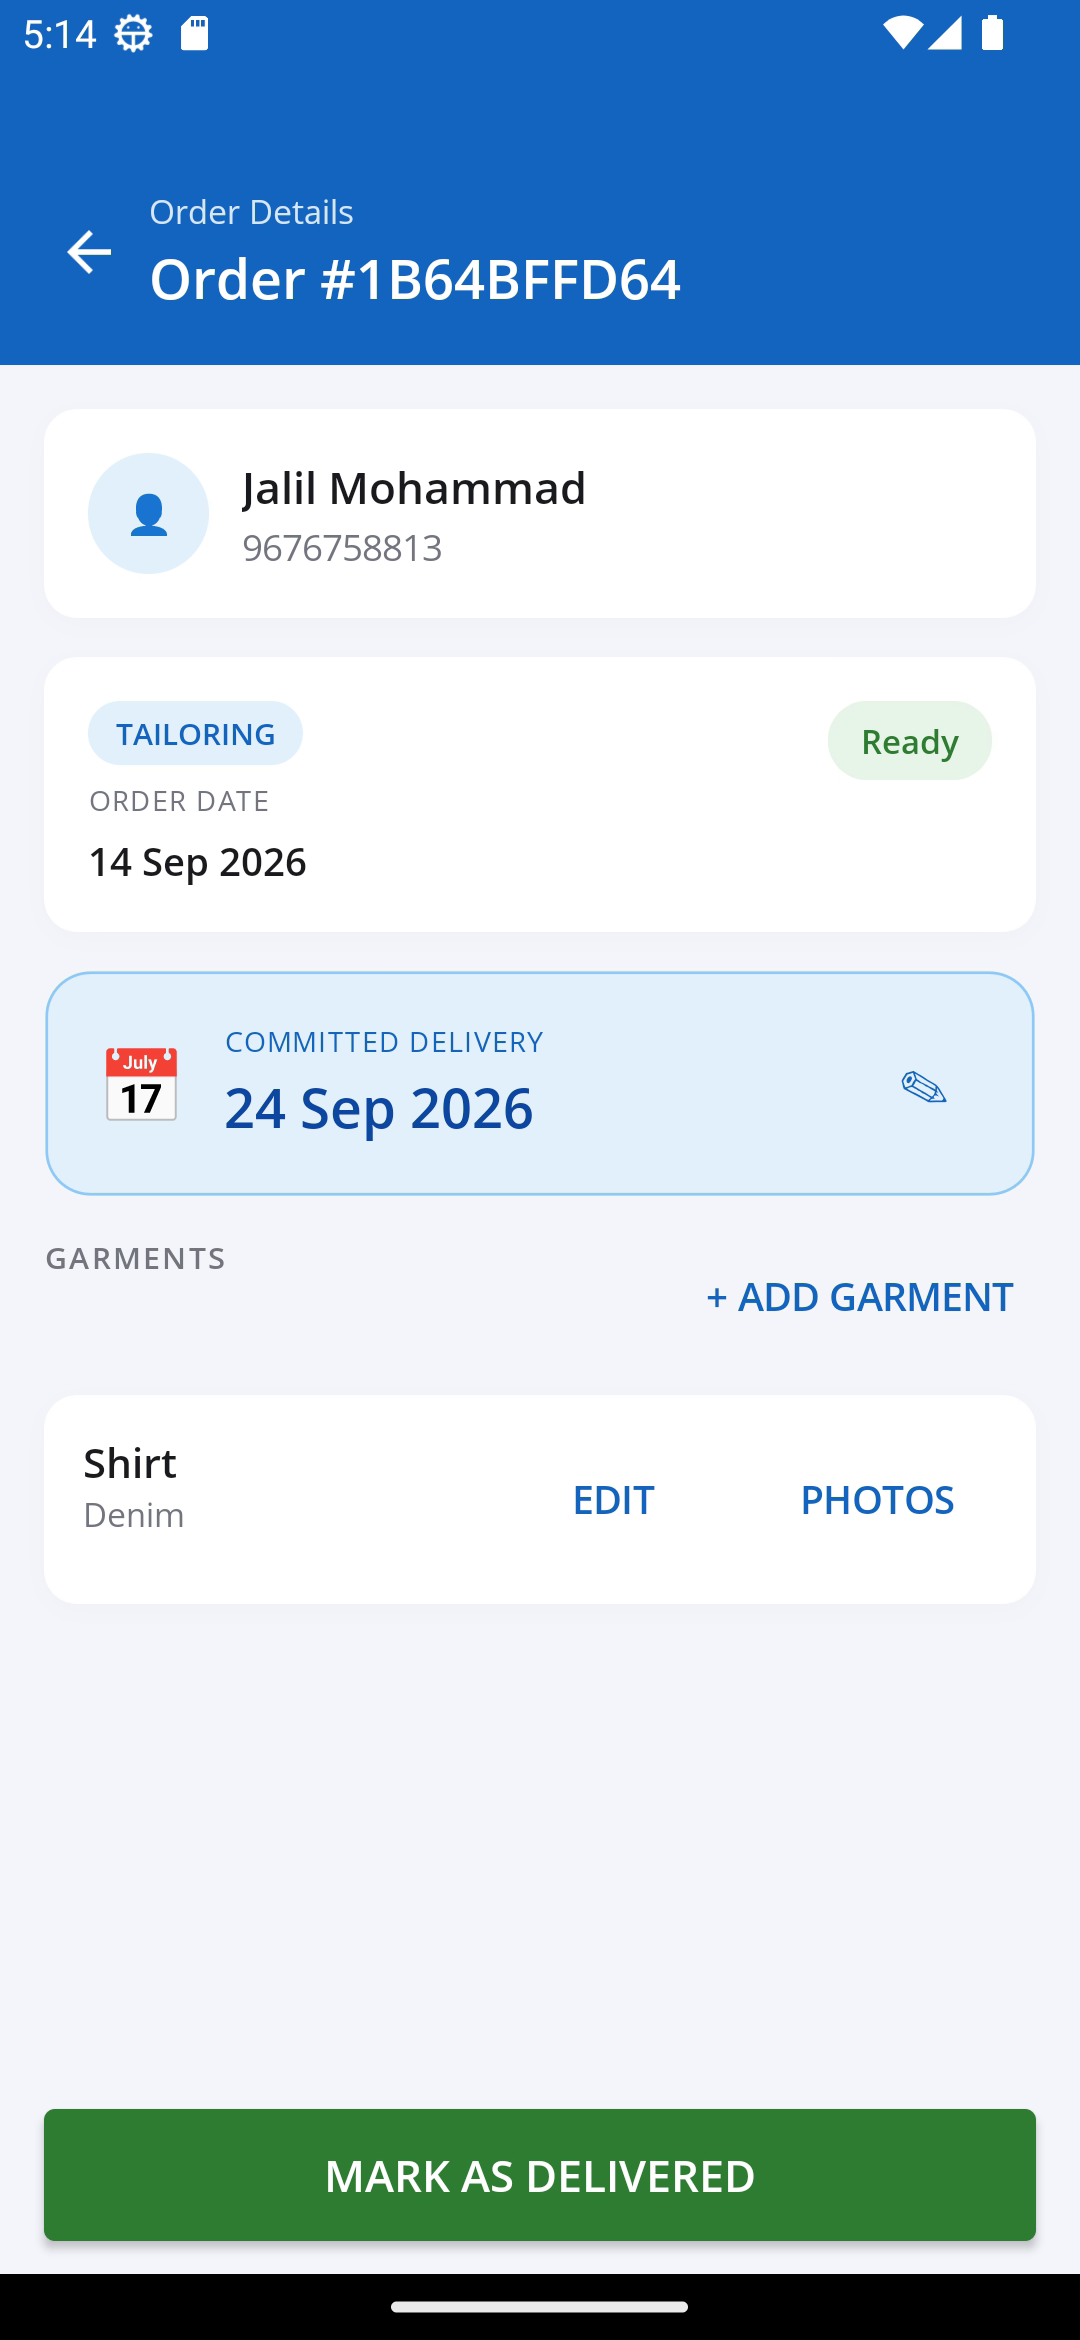 5:14
Order Details
Order #1B64BFFD64
Jalil Mohammad
9676758813
TAILORING
Ready
ORDER DATE
14 Sep 2026
COMMITTED DELIVERY
July
17
24 Sep 2026
GARMENTS
+ ADD GARMENT
Shirt
Denim
EDIT
PHOTOS
MARK AS DELIVERED